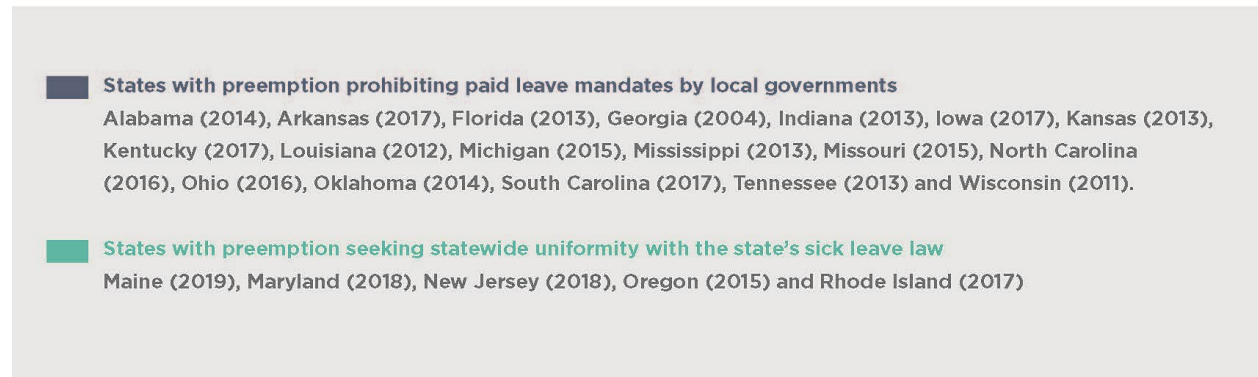 States with preemption prohibiting paid leave mandates by local governments
Alabama (2014), Arkansas (2017), Florida (2013), Georgia (2004), Indiana (2013), Iowa (2017), Kansas (2013),
Kentucky (2017), Louisiana (2012), Michigan (2015), Mississippi (2013), Missouri (2015), North Carolina
(2016), Ohio (2016), Oklahoma (2014), South Carolina (2017), Tennessee (2013) and Wisconsin (2011).
States with preemption seeking statewide uniformity with the state’s sick leave law
Maine (2019), Maryland (2018), New Jersey (2018), Oregon (2015) and Rhode Island (2017)